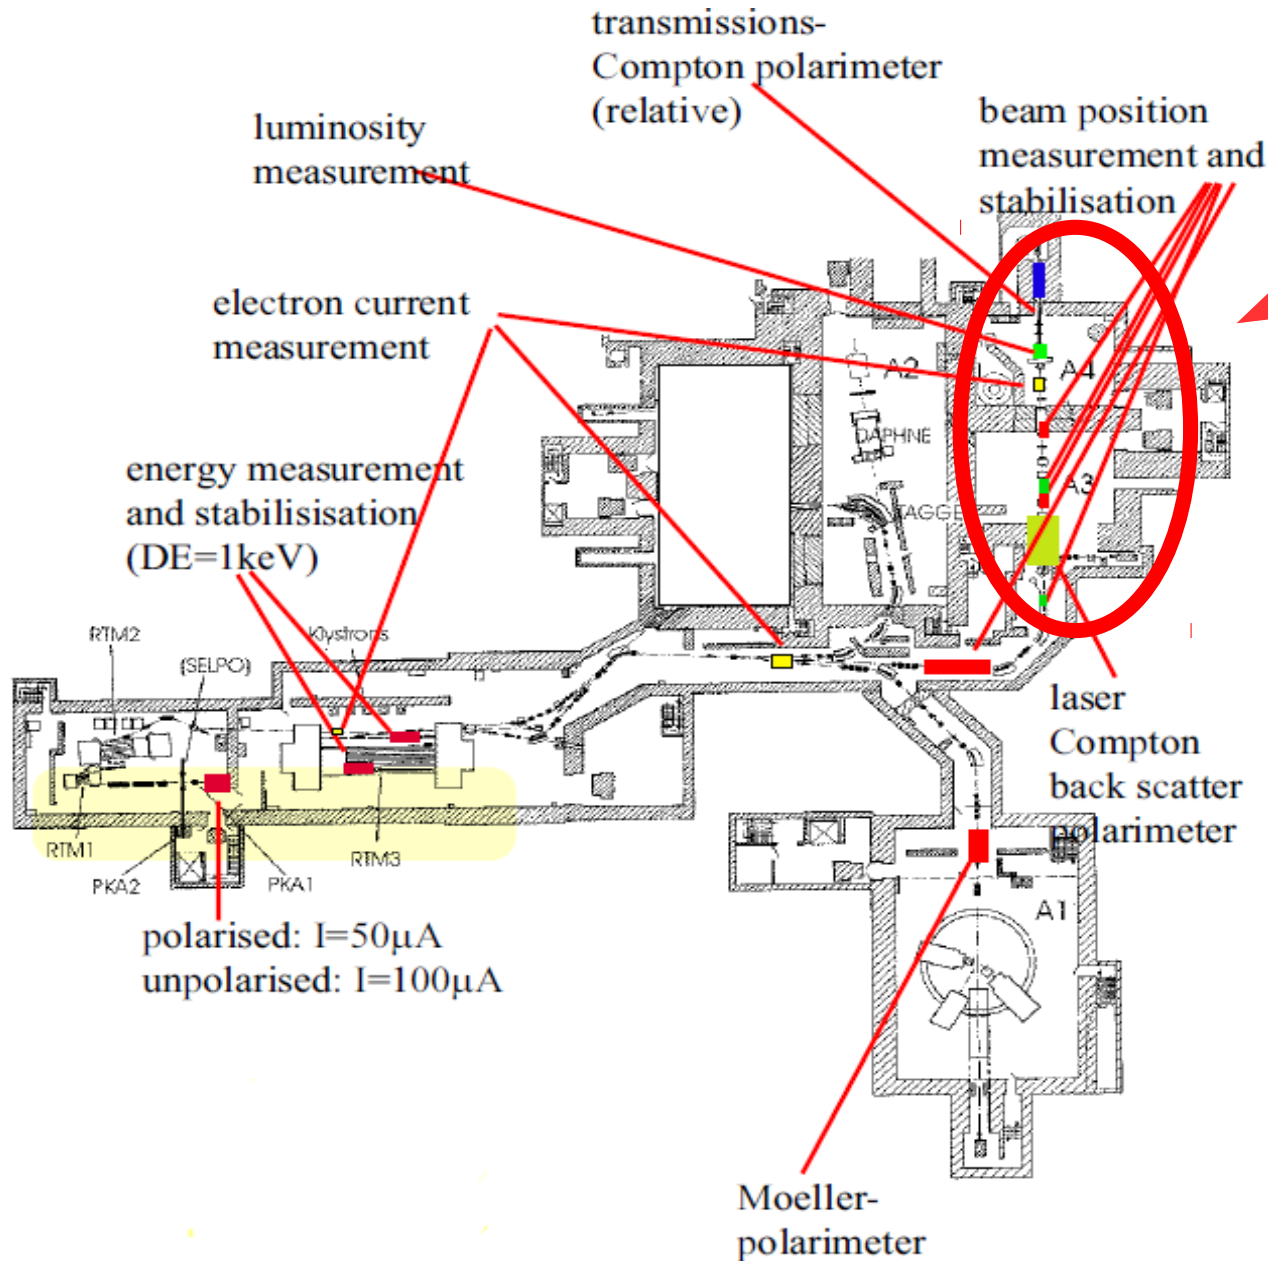 transmissions-
Compton polarimeter
(relative)
luminosity
measurement
beam position
measurement and
stabilisation
electron current
measurement
A2
A4
DAPHNE
energy measurement
and stabilisisation
(DE=1keV)
A3
TAGGE
RTM2
(SELPO)
Klystrons
RTM1
PKA2
PKA1
RTM3
laser
Compton
back scatter
polarimeter
A1
polarised: I=50µA
unpolarised: I=100µA
Moeller-
polarimeter